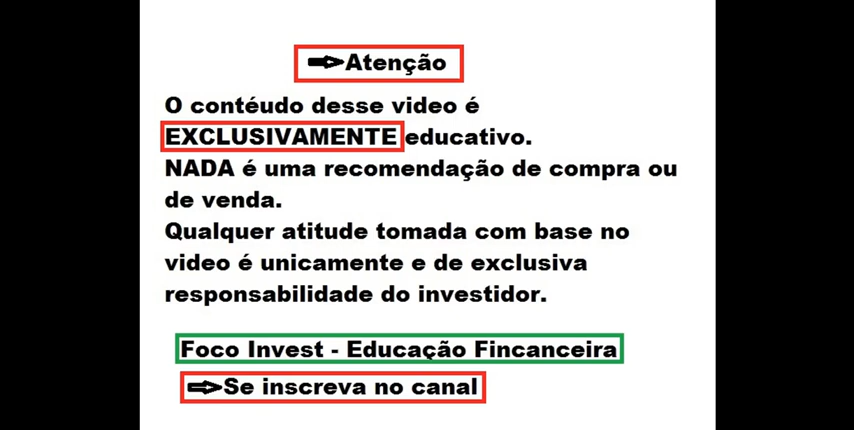 ⇒Atenção
O contéudo desse video é
EXCLUSIVAMENTE educativo.
NADA é uma recomendação de compra ou
de venda.
Qualquer atitude tomada com base no
video é unicamente e de exclusiva
responsabilidade do investidor.
Foco Invest - Educação Fincanceira
⇒Se inscreva no canal